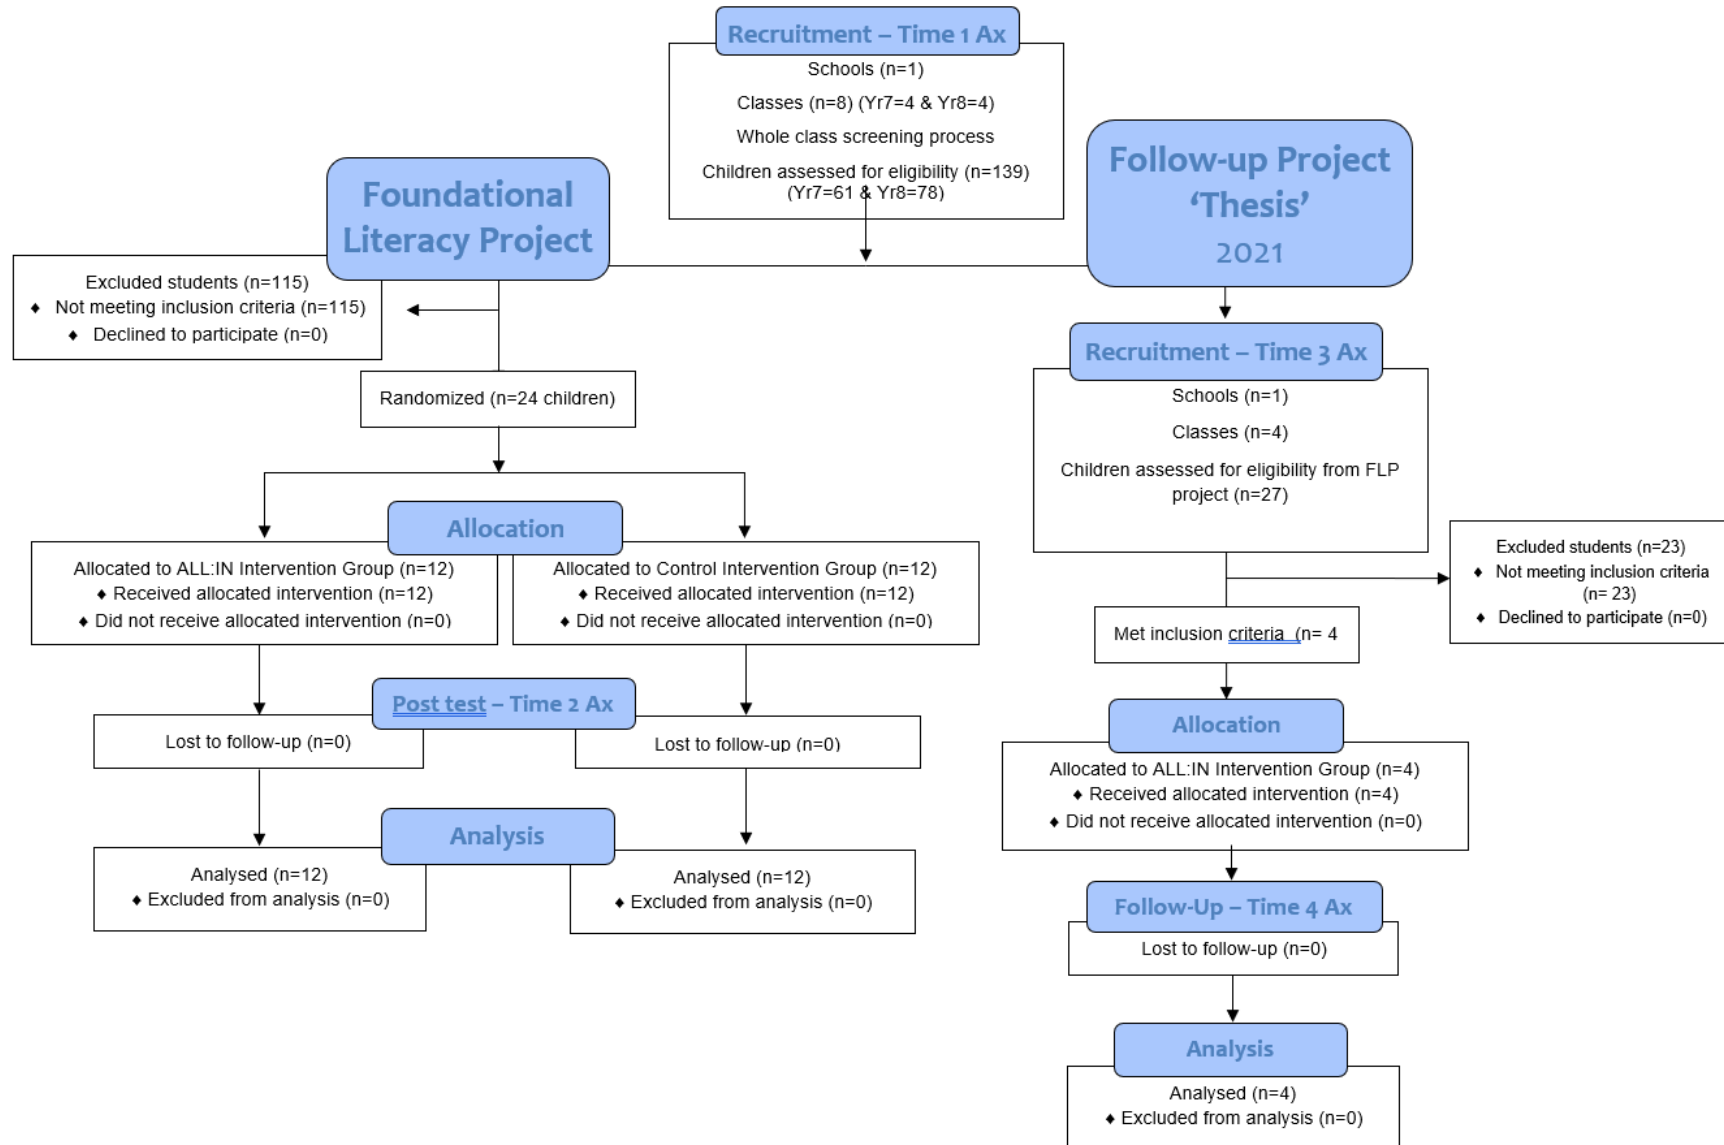 Recruitment – Time 1 Ax
Schools (n=1)
Classes (n=8) (Yr7=4 & Yr8=4)
Whole class screening process
Children assessed for eligibility (n=139)
(Yr7=61 & Yr8=78)
Foundational
Literacy Project
Excluded students (n=115)
♦ Not meeting inclusion criteria (n=115)
♦ Declined to participate (n=0)
Randomized (n=24 children)
Allocation
Allocated to ALL:IN Intervention Group (n=12)
♦ Received allocated intervention (n=12)
♦ Did not receive allocated intervention (n=0)
Allocated to Control Intervention Group (n=12)
♦ Received allocated intervention (n=12)
♦ Did not receive allocated intervention (n=0)
Post test – Time 2 Ax
Lost to follow-up (n=0)
Lost to follow-up (n=0)
Analysis
Analysed (n=12)
♦ Excluded from analysis (n=0)
Analysed (n=12)
♦ Excluded from analysis (n=0)
Follow-up Project
‘Thesis’
2021
Recruitment – Time 3 Ax
Schools (n=1)
Classes (n=4)
Children assessed for eligibility from FLP
project (n=27)
Excluded students (n=23)
♦ Not meeting inclusion criteria
(n= 23)
♦ Declined to participate (n=0)
Met inclusion criteria (n= 4
Allocation
Allocated to ALL:IN Intervention Group (n=4)
♦ Received allocated intervention (n=4)
♦ Did not receive allocated intervention (n=0)
Follow-Up – Time 4 Ax
Lost to follow-up (n=0)
Analysis
Analysed (n=4)
♦ Excluded from analysis (n=0)